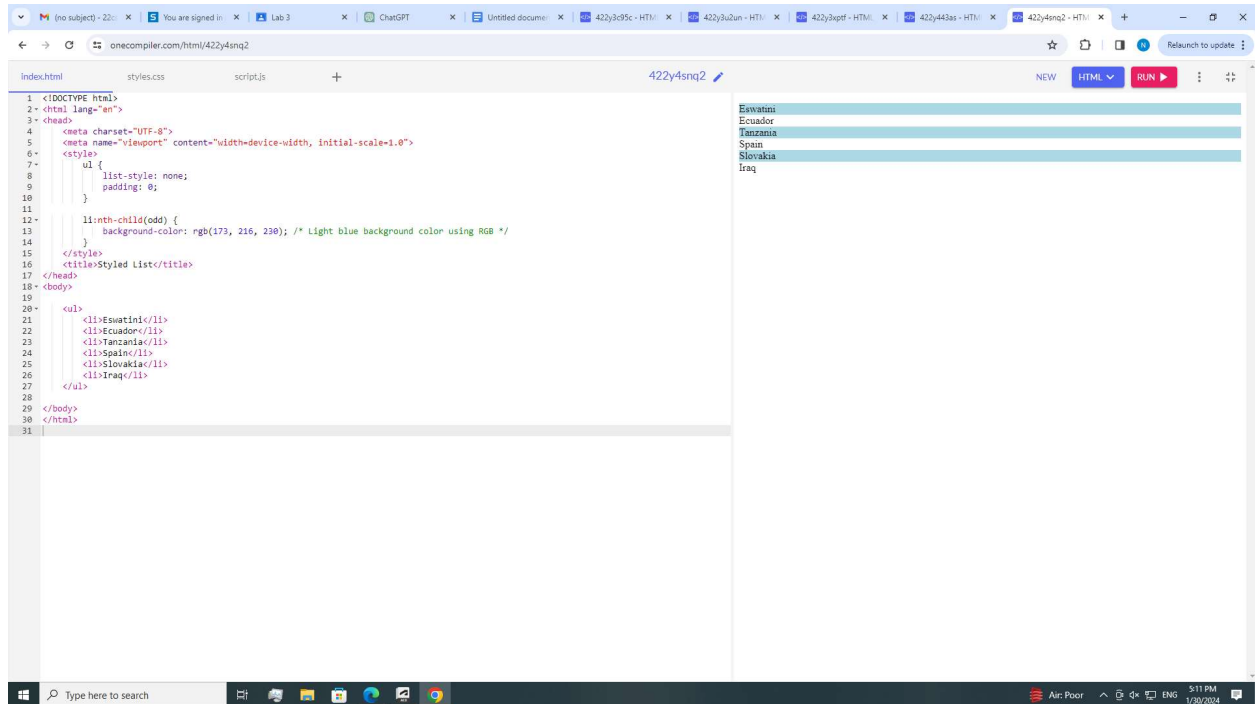 (no subject) - 22c
You are signed in
Lab 3
ChatGPT
Untitled documen
422y3c95c - HTM
422y3u2un - HTM
422y3xptf - HTML
422y443as - HTM
422y4snq2 - HTM
onecompiler.com/html/422y4snq2
N
Relaunch to update
index.html
styles.css
script.js
+
422y4snq2
NEW
HTML
RUN
1 <!DOCTYPE html>
2 <html lang="en">
3 <head>
4 <meta charset="UTF-8">
5 <meta name="viewport" content="width=device-width, initial-scale=1.0">
6 <style>
7 ul {
8 list-style: none;
9 padding: 0;
10 }
11
12 li:nth-child(odd) {
13 background-color: rgb(173, 216, 230); /* Light blue background color using RGB */
14 }
15 </style>
16 <title>Styled List</title>
17 </head>
18 <body>
19
20 <ul>
21 <li>Eswatini</li>
22 <li>Ecuador</li>
23 <li>Tanzania</li>
24 <li>Spain</li>
25 <li>Slovakia</li>
26 <li>Iraq</li>
27 </ul>
28
29 </body>
30 </html>
31
Eswatini
Ecuador
Tanzania
Spain
Slovakia
Iraq
Type here to search
Air: Poor
ENG
5:11 PM
1/30/2024